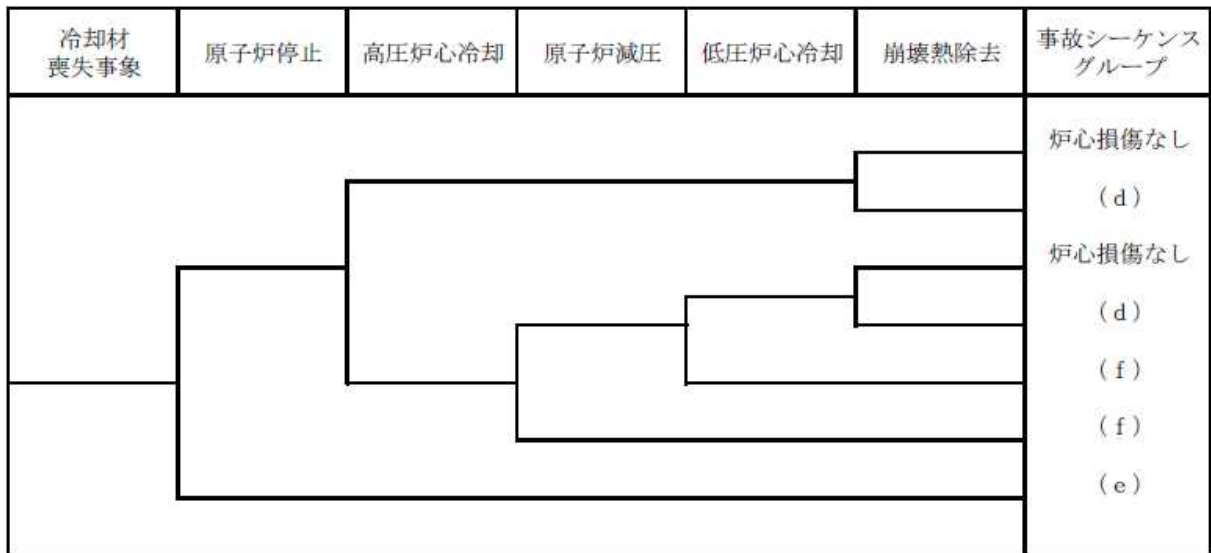 冷却材
喪失事象
原子炉停止
高圧炉心冷却
原子炉減圧
低圧炉心冷却
崩壊熱除去
事故シーケンス
グループ
炉心損傷なし
(d)
炉心損傷なし
(d)
(f)
(f)
(e)